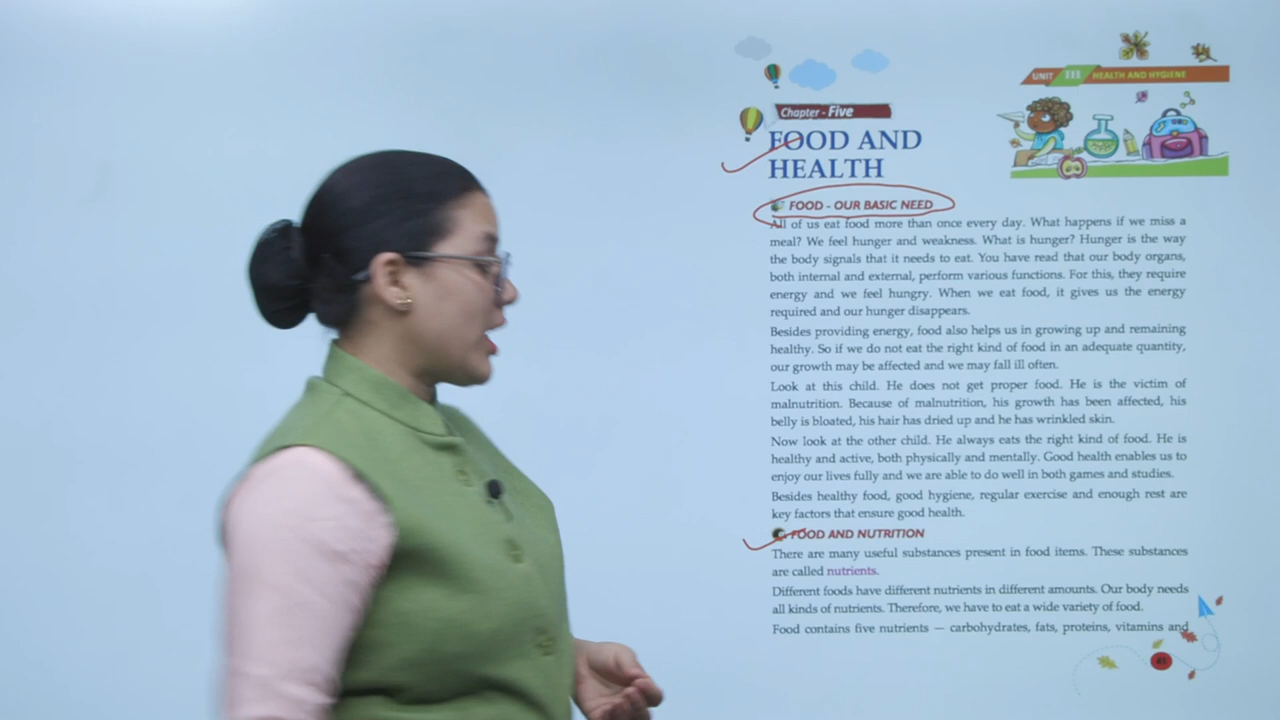 UNIT III HEALTH AND HYGIENE
Chapter - Five
FOOD AND
HEALTH
FOOD - OUR BASIC NEED
All of us eat food more than once every day. What happens if we miss a
meal? We feel hunger and weakness. What is hunger? Hunger is the way
the body signals that it needs to eat. You have read that our body organs,
both internal and external, perform various functions. For this, they require
energy and we feel hungry. When we eat food, it gives us the energy
required and our hunger disappears.
Besides providing energy, food also helps us in growing up and remaining
healthy. So if we do not eat the right kind of food in an adequate quantity,
our growth may be affected and we may fall ill often.
Look at this child. He does not get proper food. He is the victim of
malnutrition. Because of malnutrition, his growth has been affected, his
belly is bloated, his hair has dried up and he has wrinkled skin.
Now look at the other child. He always eats the right kind of food. He is
healthy and active, both physically and mentally. Good health enables us to
enjoy our lives fully and we are able to do well in both games and studies.
Besides healthy food, good hygiene, regular exercise and enough rest are
key factors that ensure good health.
FOOD AND NUTRITION
There are many useful substances present in food items. These substances
are called nutrients.
Different foods have different nutrients in different amounts. Our body needs
all kinds of nutrients. Therefore, we have to eat a wide variety of food.
Food contains five nutrients — carbohydrates, fats, proteins, vitamins and